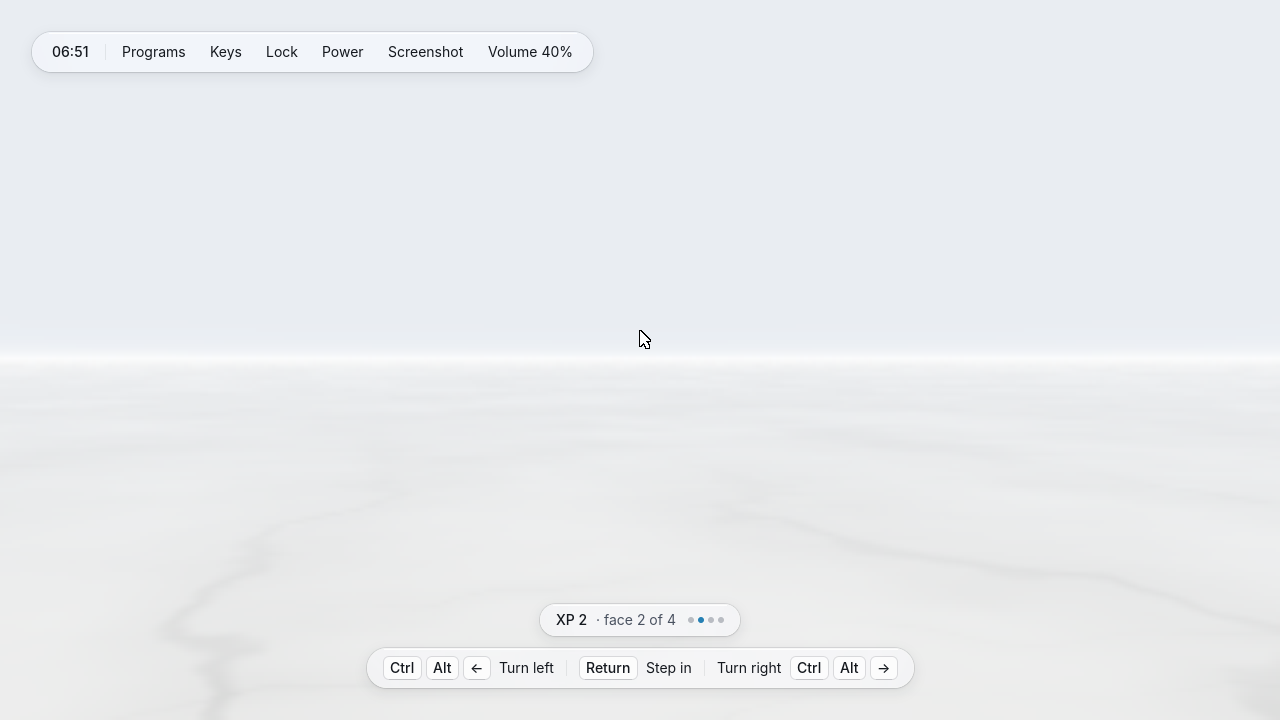 06:51 Programs Keys Lock Power Screenshot Volume 40%
XP 2 · face 2 of 4
Ctrl Alt ← Turn left Return Step in Turn right Ctrl Alt →